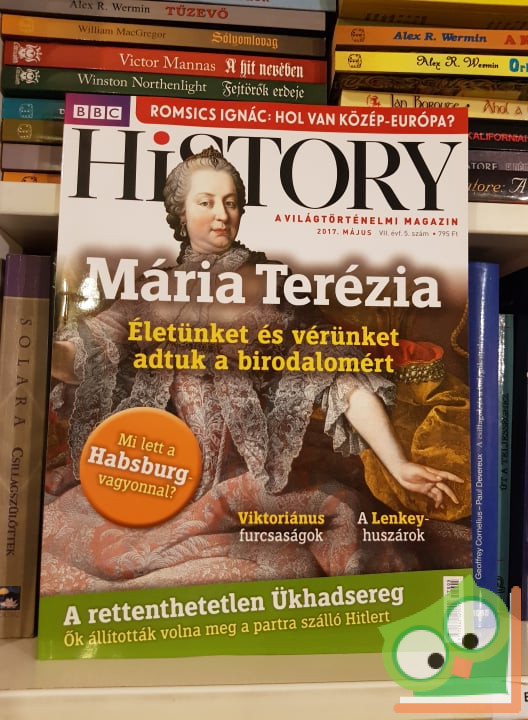 Alex R. Wermin TŰZEVŐ
William MacGregor Sólyomlovag
Victor Mannas A hit nevében
Winston Northenlight Fejtörők erdeje
Alex R. Wermin
Alex R. Wermin
BBC
ROMSICS IGNÁC: HOL VAN KÖZÉP-EURÓPA?
HiSTORY
A VILÁGTÖRTÉNELMI MAGAZIN
2017. MÁJUS VII. évf. 5. szám • 795 Ft
Mária Terézia
Életünket és vérünket
adtuk a birodalomért
Mi lett a
Habsburg-
vagyonnal?
Viktoriánus
furcsaságok
A Lenkey-
huszárok
A rettenthetetlen Ükhadsereg
Ők állították volna meg a partra szálló Hitlert
SOLARA
CSILLAGSZÜLÖTTEK
Geoffrey Cornelius – Paul Devereux
ÚT A TELJESSÉGHEZ